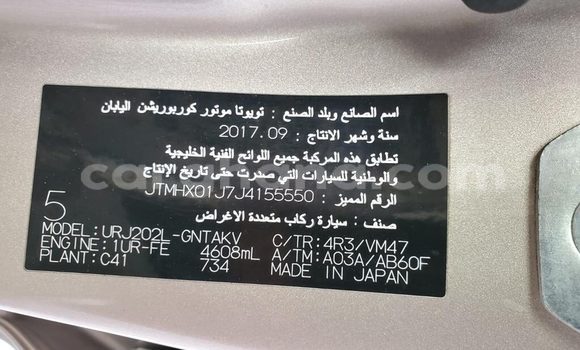 اسم الصانع وبلد الصنع : تويوتا موتور كوربوريشن اليابان
سنة وشهر الانتاج : 2017.09
تطابق هذه المركبة جميع اللوائح الفنية الخليجية
والوطنية للسيارات التي صدرت حتى تاريخ الإنتاج
الرقم المميز : JTMHX01J7J4155550
صنف : سيارة ركاب متعددة الاغراض
5
MODEL: URJ202L-GNTAKV C/TR: 4R3/VM47
ENGINE: 1UR-FE 4608mL A/TM: A03A/AB60F
PLANT: C41 734 MADE IN JAPAN